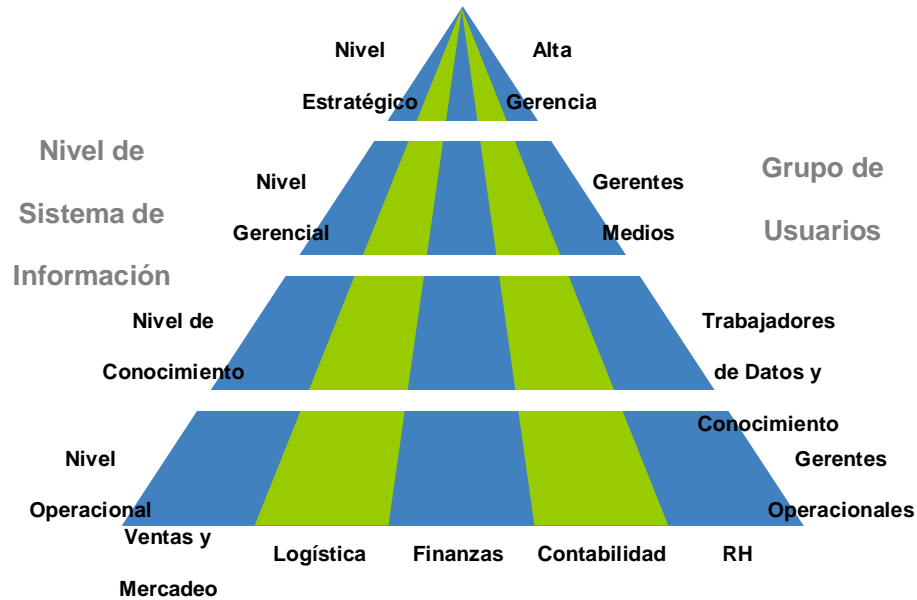 Nivel
Estratégico
Alta
Gerencia
Nivel de
Sistema de
Información
Nivel
Gerencial
Gerentes
Medios
Grupo de
Usuarios
Nivel de
Conocimiento
Trabajadores
de Datos y
Conocimiento
Nivel
Operacional
Gerentes
Operacionales
Ventas y
Mercadeo
Logística
Finanzas
Contabilidad
RH